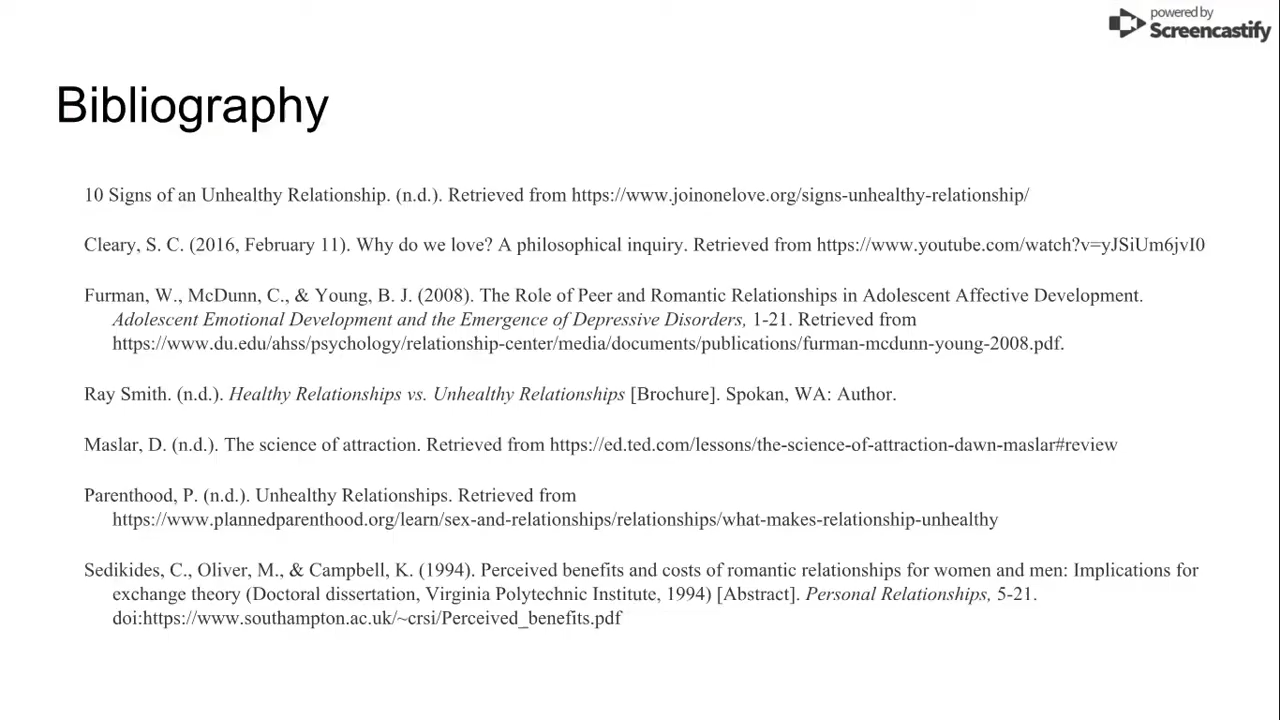 powered by
Screencastify
Bibliography
10 Signs of an Unhealthy Relationship. (n.d.). Retrieved from https://www.joinonelove.org/signs-unhealthy-relationship/
Cleary, S. C. (2016, February 11). Why do we love? A philosophical inquiry. Retrieved from https://www.youtube.com/watch?v=yJSiUm6jvI0
Furman, W., McDunn, C., & Young, B. J. (2008). The Role of Peer and Romantic Relationships in Adolescent Affective Development.
Adolescent Emotional Development and the Emergence of Depressive Disorders, 1-21. Retrieved from
https://www.du.edu/ahss/psychology/relationship-center/media/documents/publications/furman-mcdunn-young-2008.pdf.
Ray Smith. (n.d.). Healthy Relationships vs. Unhealthy Relationships [Brochure]. Spokan, WA: Author.
Maslar, D. (n.d.). The science of attraction. Retrieved from https://ed.ted.com/lessons/the-science-of-attraction-dawn-maslar#review
Parenthood, P. (n.d.). Unhealthy Relationships. Retrieved from
https://www.plannedparenthood.org/learn/sex-and-relationships/relationships/what-makes-relationship-unhealthy
Sedikides, C., Oliver, M., & Campbell, K. (1994). Perceived benefits and costs of romantic relationships for women and men: Implications for
exchange theory (Doctoral dissertation, Virginia Polytechnic Institute, 1994) [Abstract]. Personal Relationships, 5-21.
doi:https://www.southampton.ac.uk/~crsi/Perceived_benefits.pdf